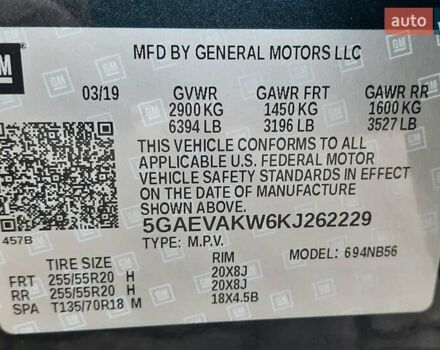 auto
GM
MFD BY GENERAL MOTORS LLC
03/19 GVWR GAWR FRT GAWR RR
2900 KG 1450 KG 1600 KG
6394 LB 3196 LB 3527 LB
THIS VEHICLE CONFORMS TO ALL
APPLICABLE U.S. FEDERAL MOTOR
VEHICLE SAFETY STANDARDS IN EFFECT
ON THE DATE OF MANUFACTURE
SHOWN ABOVE.
457B
5GAEVAKW6KJ262229
TYPE: M.P.V. MODEL: 694NB56
TIRE SIZE RIM
FRT 255/55R20 H 20X8J
RR 255/55R20 H 20X8J
SPA T135/70R18 M 18X4.5B